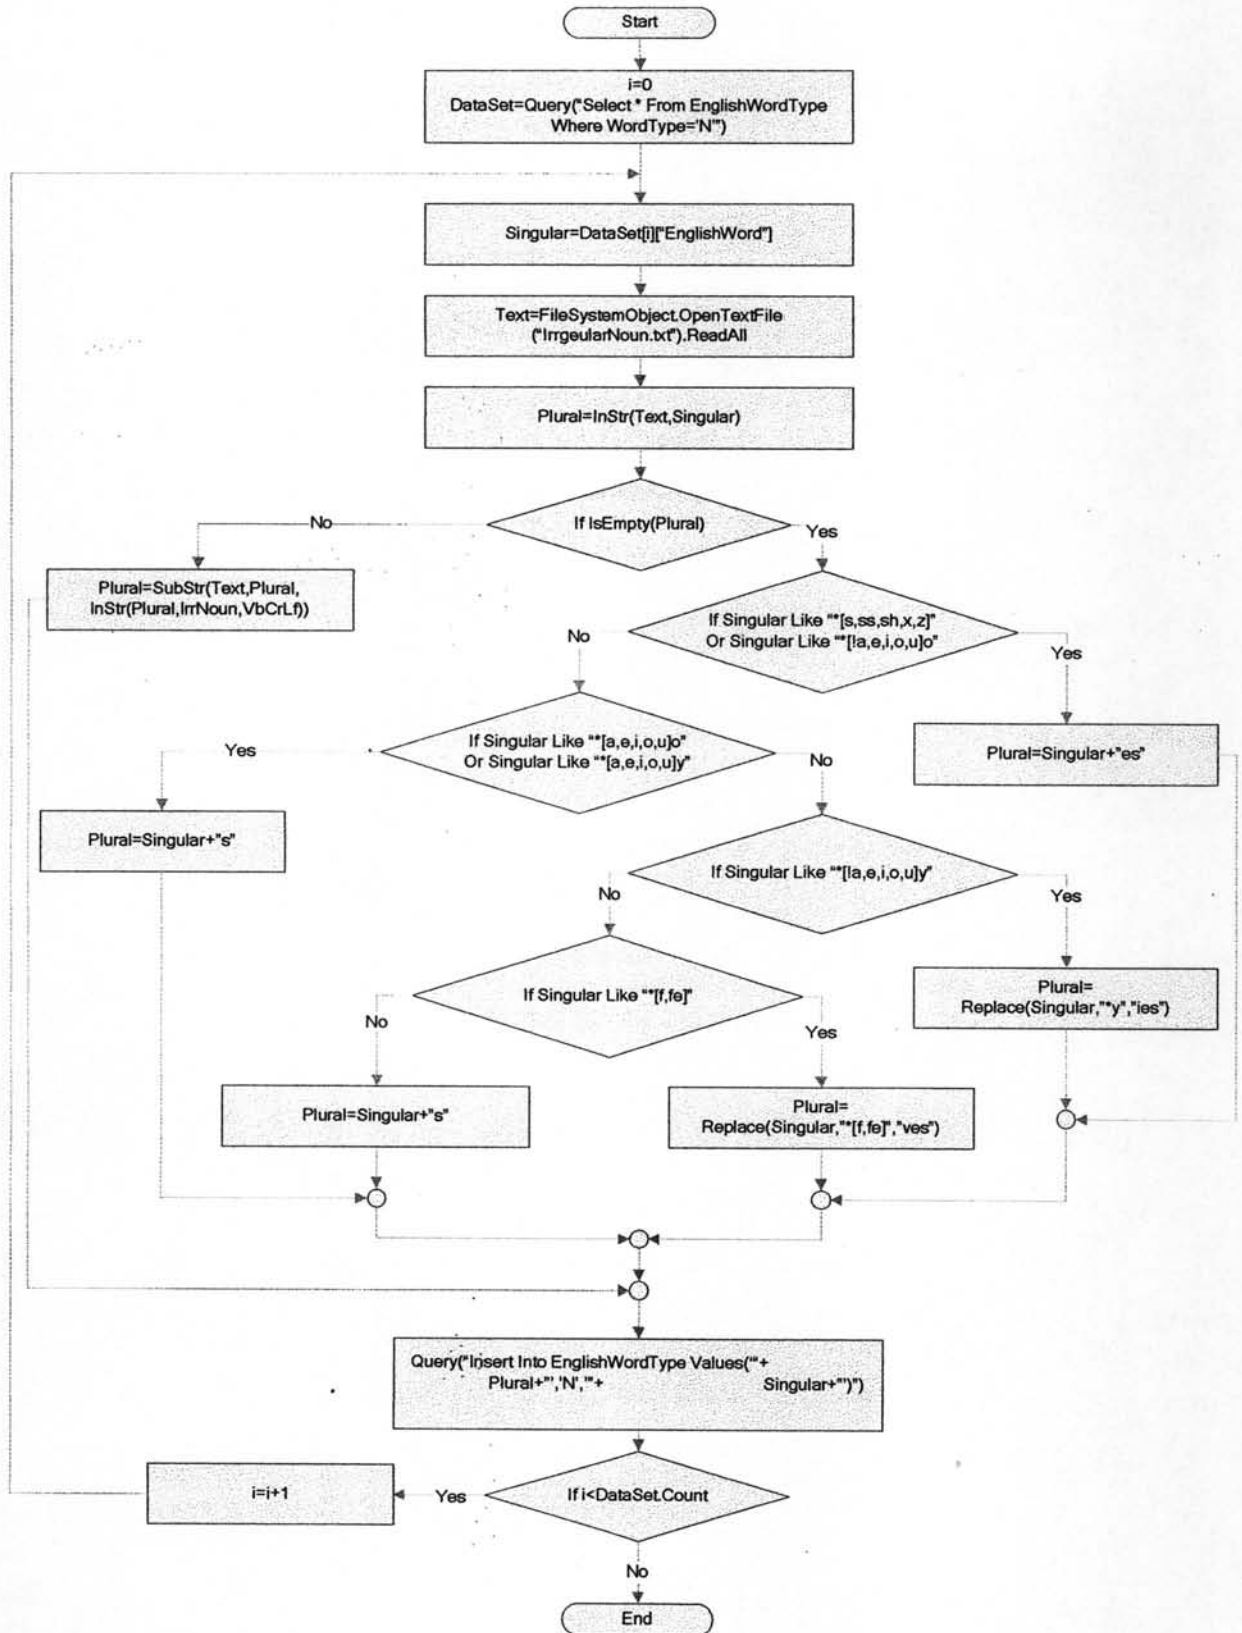 Start
i=0
DataSet=Query("Select * From EnglishWordType
Where WordType='N'")
Singular=DataSet[i]["EnglishWord"]
Text=FileSystemObject.OpenTextFile
("IrrgeularNoun.txt").ReadAll
Plural=InStr(Text,Singular)
If IsEmpty(Plural)
No
Yes
Plural=SubStr(Text,Plural,
InStr(Plural,IrrNoun,VbCrLf))
If Singular Like "*[s,ss,sh,x,z]"
Or Singular Like "*[!a,e,i,o,u]o"
No
Yes
If Singular Like "*[a,e,i,o,u]o"
Or Singular Like "*[a,e,i,o,u]y"
Yes
No
Plural=Singular+"es"
Plural=Singular+"s"
If Singular Like "*[!a,e,i,o,u]y"
No
Yes
If Singular Like "*[f,fe]"
No
Yes
Plural=
Replace(Singular,"*y","ies")
Plural=Singular+"s"
Plural=
Replace(Singular,"*[f,fe]","ves")
Query("Insert Into EnglishWordType Values('"+
Plural+"','N','"+ Singular+"')")
If i<DataSet.Count
Yes
i=i+1
No
End